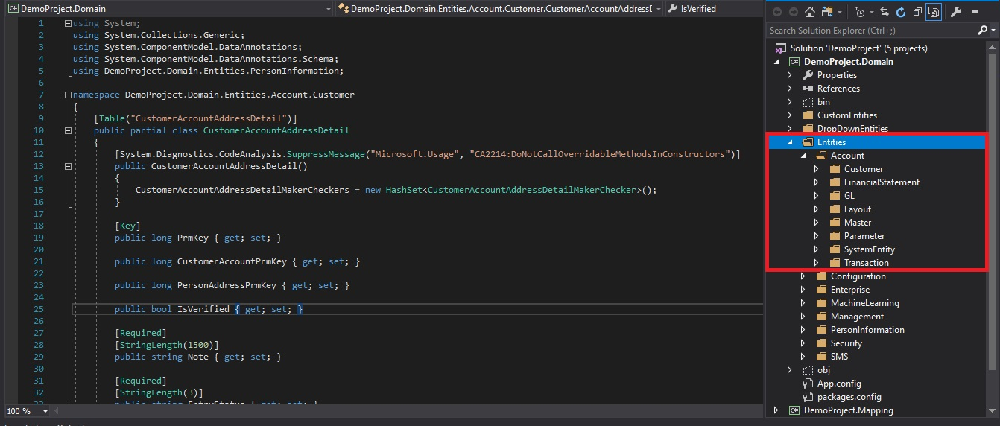 DemoProject.Domain
DemoProject.Domain.Entities.Account.Customer.CustomerAccountAddressD
IsVerified
1 using System;
2 using System.Collections.Generic;
3 using System.ComponentModel.DataAnnotations;
4 using System.ComponentModel.DataAnnotations.Schema;
5 using DemoProject.Domain.Entities.PersonInformation;
6
7 namespace DemoProject.Domain.Entities.Account.Customer
8 {
9 [Table("CustomerAccountAddressDetail")]
10 public partial class CustomerAccountAddressDetail
11 {
12 [System.Diagnostics.CodeAnalysis.SuppressMessage("Microsoft.Usage", "CA2214:DoNotCallOverridableMethodsInConstructors")]
13 public CustomerAccountAddressDetail()
14 {
15 CustomerAccountAddressDetailMakerCheckers = new HashSet<CustomerAccountAddressDetailMakerChecker>();
16 }
17
18 [Key]
19 public long PrmKey { get; set; }
20
21 public long CustomerAccountPrmKey { get; set; }
22
23 public long PersonAddressPrmKey { get; set; }
24
25 public bool IsVerified { get; set; }
26
27 [Required]
28 [StringLength(1500)]
29 public string Note { get; set; }
30
31 [Required]
32 [StringLength(3)]
33 public string EntryStatus { get; set; }
100 %
Search Solution Explorer (Ctrl+;)
Solution 'DemoProject' (5 projects)
C# DemoProject.Domain
Properties
References
bin
CustomEntities
DropDownEntities
Entities
Account
Customer
FinancialStatement
GL
Layout
Master
Parameter
SystemEntity
Transaction
Configuration
Enterprise
MachineLearning
Management
PersonInformation
Security
SMS
obj
App.config
packages.config
C# DemoProject.Mapping